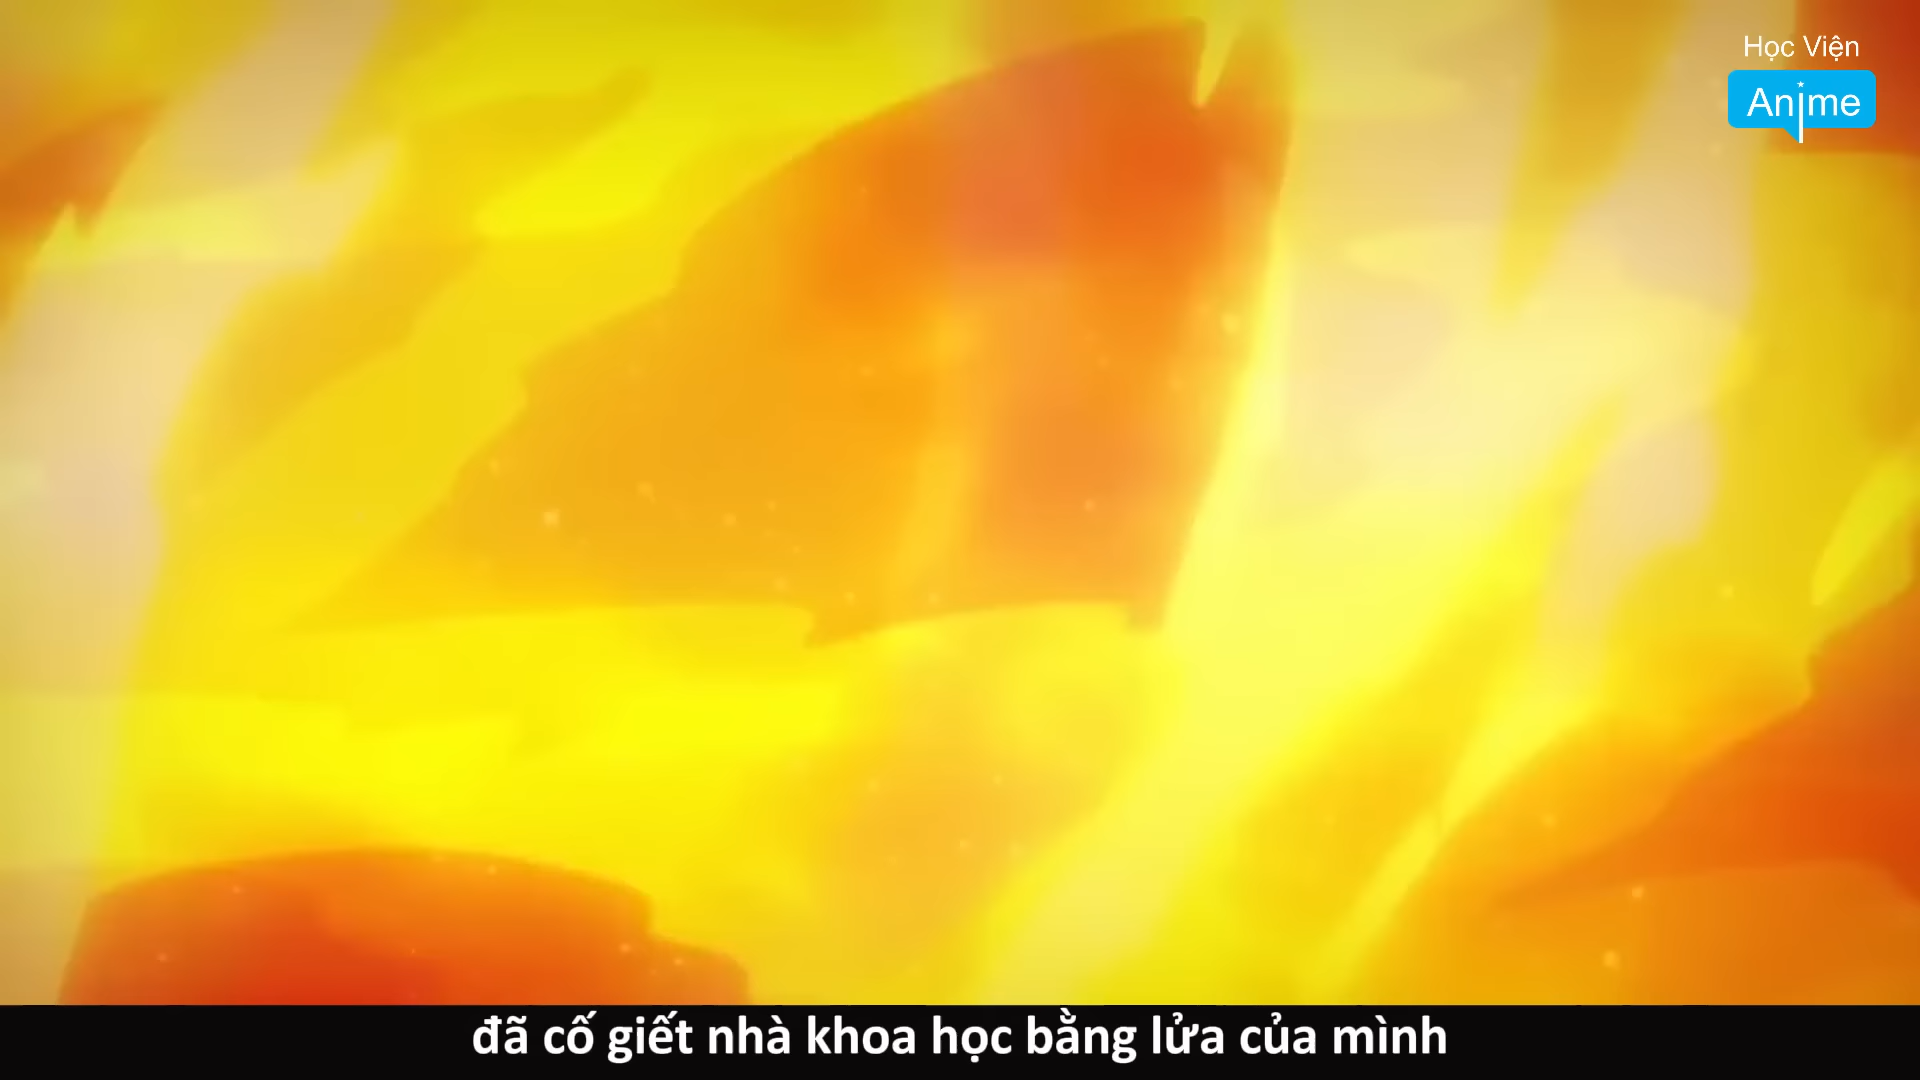 Học Viện
Anime
đã cố giết nhà khoa học bằng lửa của mình